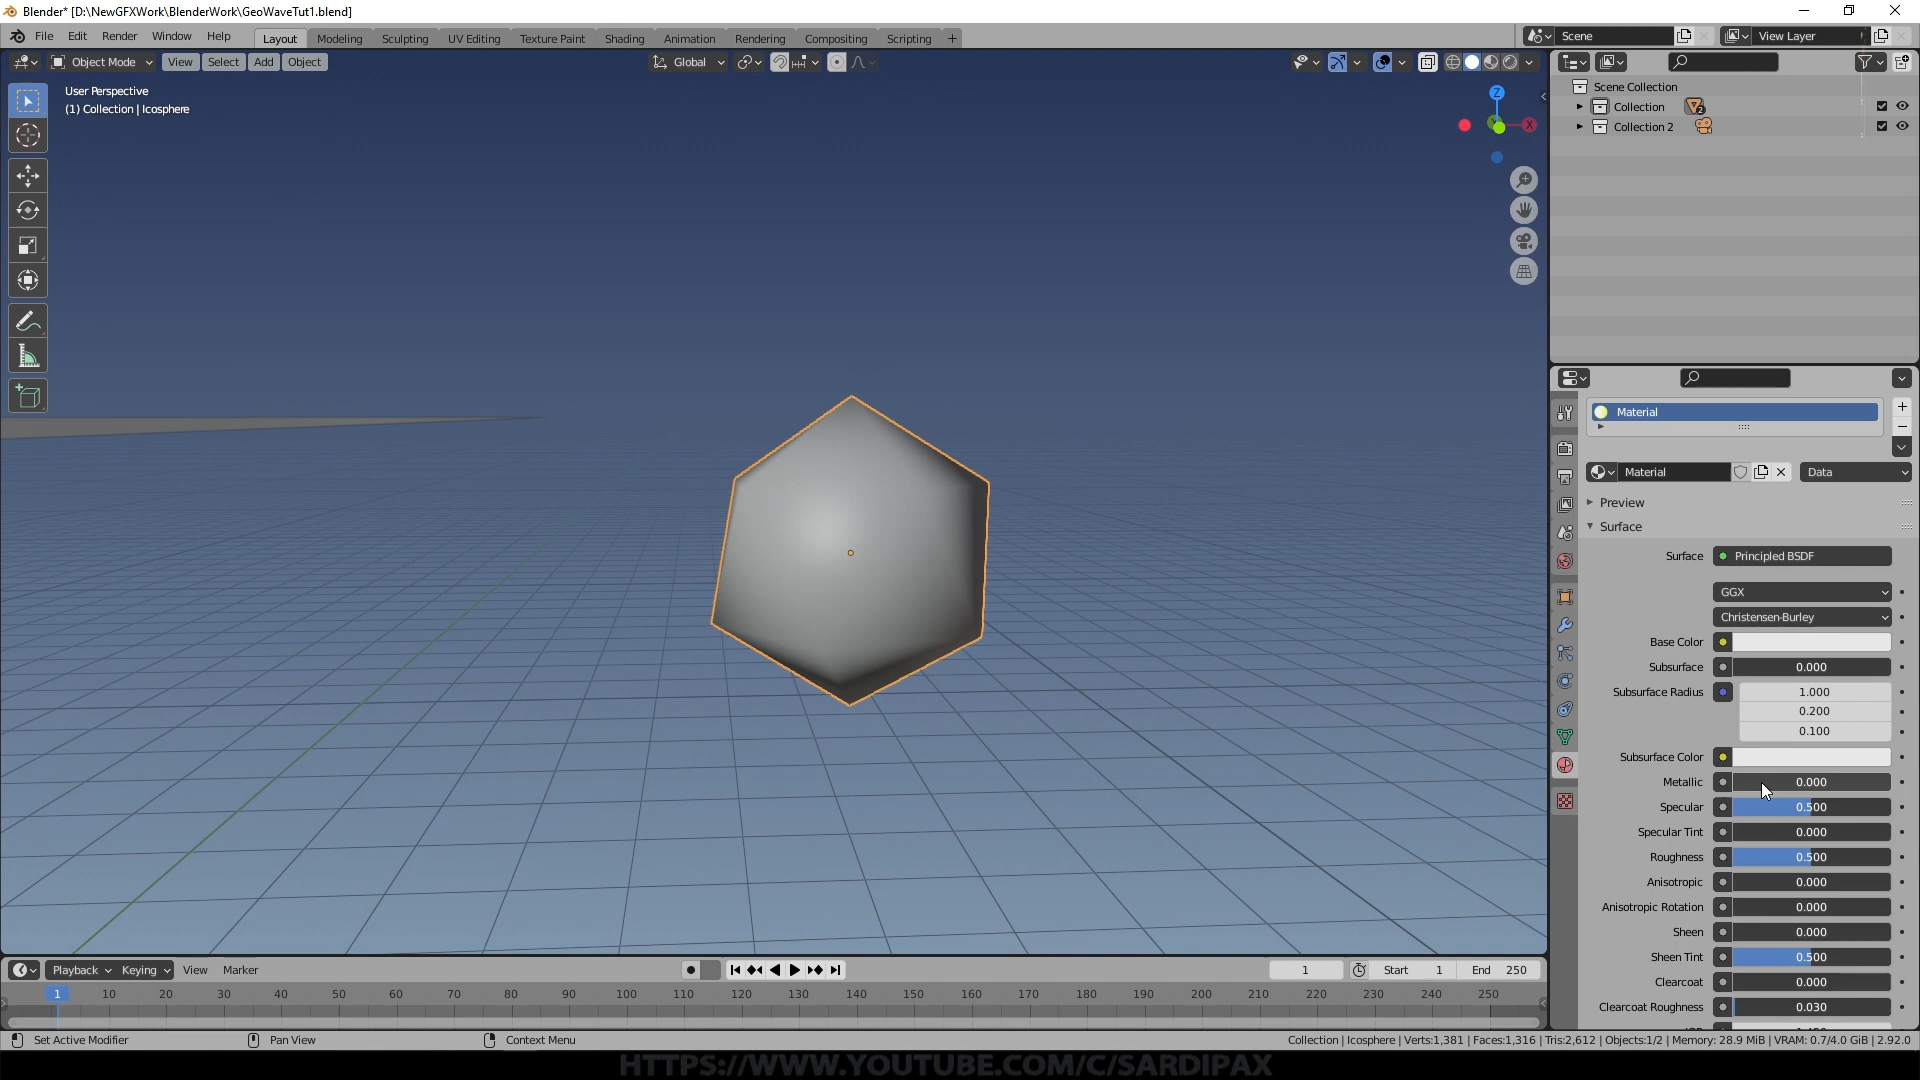 Blender* [D:\NewGFXWork\BlenderWork\GeoWaveTut1.blend]
File Edit Render Window Help Layout Modeling Sculpting UV Editing Texture Paint Shading Animation Rendering Compositing Scripting + Scene View Layer
Object Mode View Select Add Object Global
User Perspective
(1) Collection | Icosphere
Z
X
Scene Collection
Collection 2
Collection 2
Material
Material Data
Preview
Surface
Surface Principled BSDF
GGX
Christensen-Burley
Base Color
Subsurface 0.000
Subsurface Radius 1.000
0.200
0.100
Subsurface Color
Metallic 0.000
Specular 0.500
Specular Tint 0.000
Roughness 0.500
Anisotropic 0.000
Anisotropic Rotation 0.000
Sheen 0.000
Sheen Tint 0.500
Clearcoat 0.000
Clearcoat Roughness 0.030
Playback Keying View Marker 1 Start 1 End 250
1 10 20 30 40 50 60 70 80 90 100 110 120 130 140 150 160 170 180 190 200 210 220 230 240 250
Set Active Modifier Pan View Context Menu Collection | Icosphere | Verts:1,381 | Faces:1,316 | Tris:2,612 | Objects:1/2 | Memory: 28.9 MiB | VRAM: 0.7/4.0 GiB | 2.92.0
HTTPS://WWW.YOUTUBE.COM/C/SARDIPAX